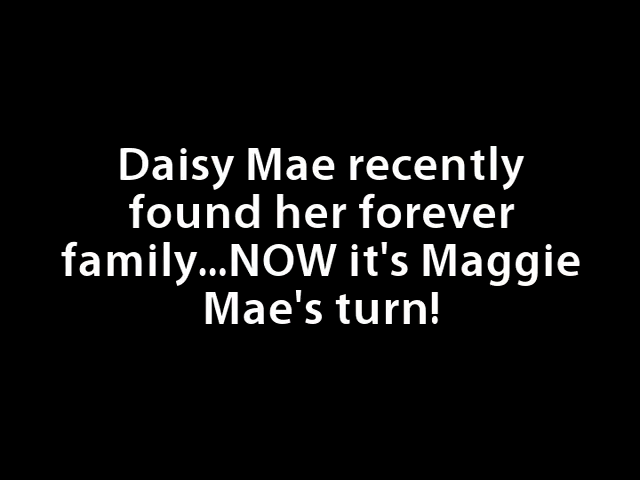 Daisy Mae recently
found her forever
family...NOW it's Maggie
Mae's turn!